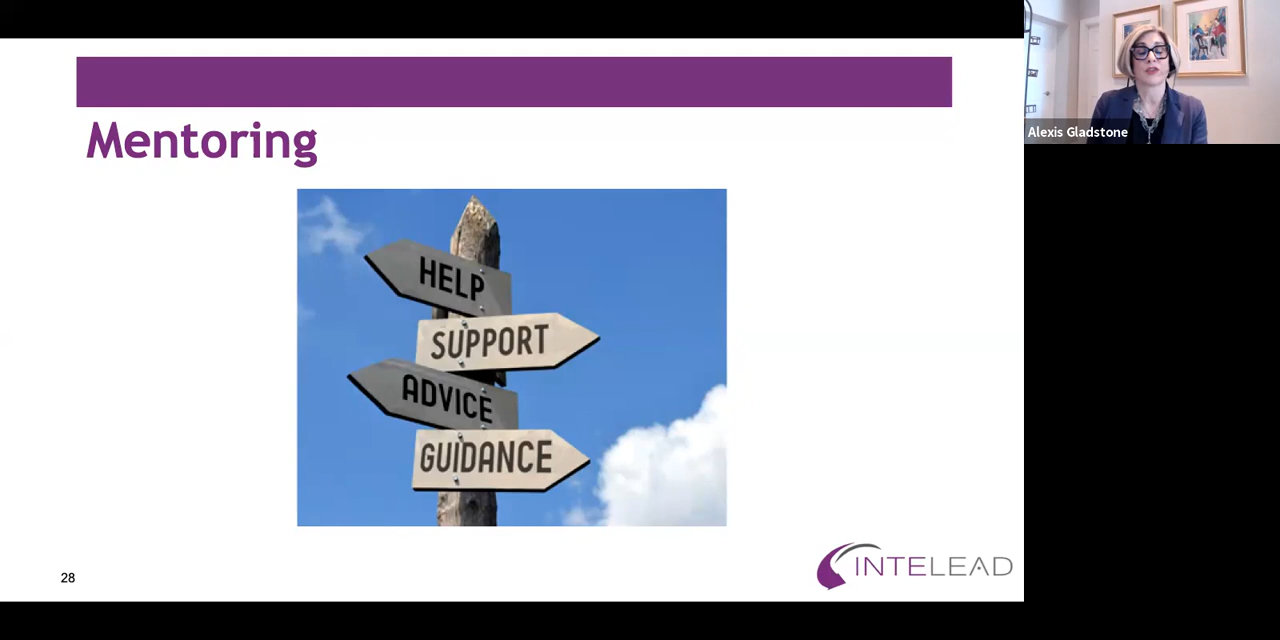 Mentoring
HELP
SUPPORT
ADVICE
GUIDANCE
28
INTELEAD
Alexis Gladstone